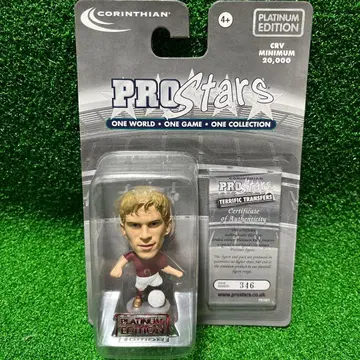 CORINTHIAN
4+
PLATINUM
EDITION
CRV
MINIMUM
20,000
PROStars
ONE WORLD • ONE GAME • ONE COLLECTION
CORINTHIAN
PROStars
TERRIFIC TRANSFERS
Certificate
of Authenticity
346
www.prostars.co.uk
PLATINUM
EDITION